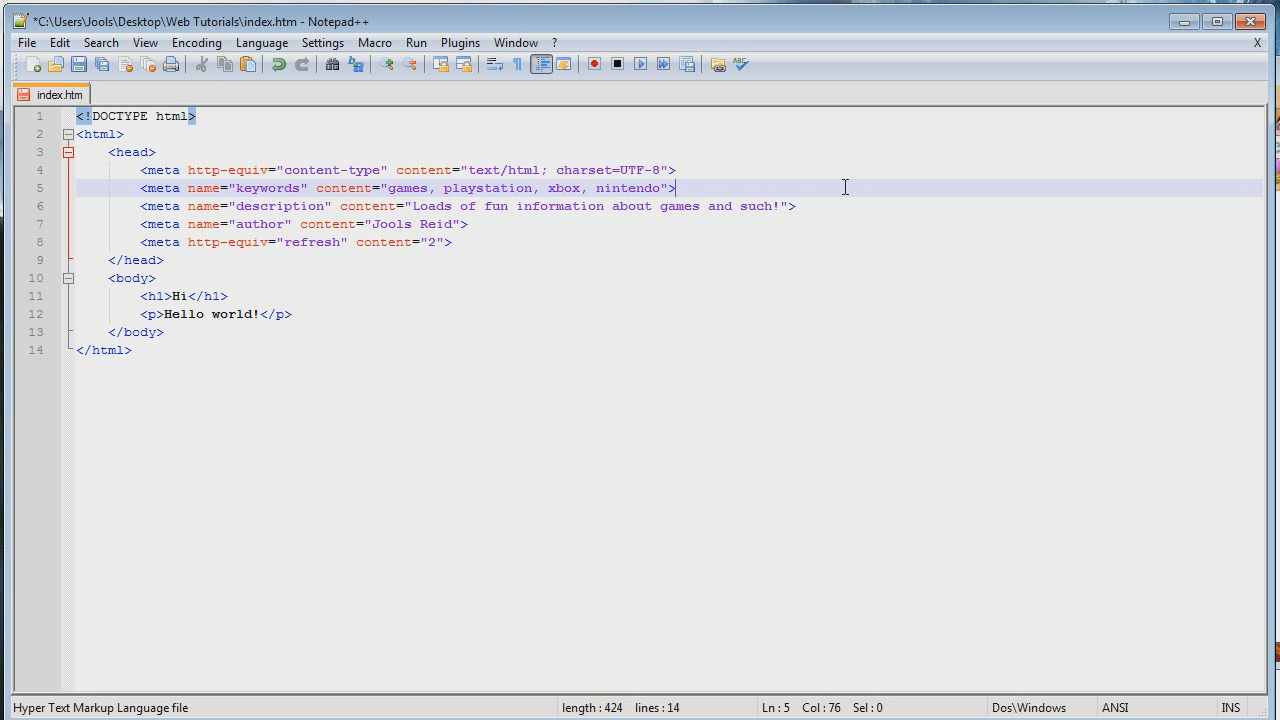 *C:\Users\Jools\Desktop\Web Tutorials\index.htm - Notepad++
File Edit Search View Encoding Language Settings Macro Run Plugins Window ? X
index.htm
1 <!DOCTYPE html>
2 <html>
3 <head>
4 <meta http-equiv="content-type" content="text/html; charset=UTF-8">
5 <meta name="keywords" content="games, playstation, xbox, nintendo">
6 <meta name="description" content="Loads of fun information about games and such!">
7 <meta name="author" content="Jools Reid">
8 <meta http-equiv="refresh" content="2">
9 </head>
10 <body>
11 <h1>Hi</h1>
12 <p>Hello world!</p>
13 </body>
14 </html>
Hyper Text Markup Language file length : 424 lines : 14 Ln : 5 Col : 76 Sel : 0 Dos\Windows ANSI INS